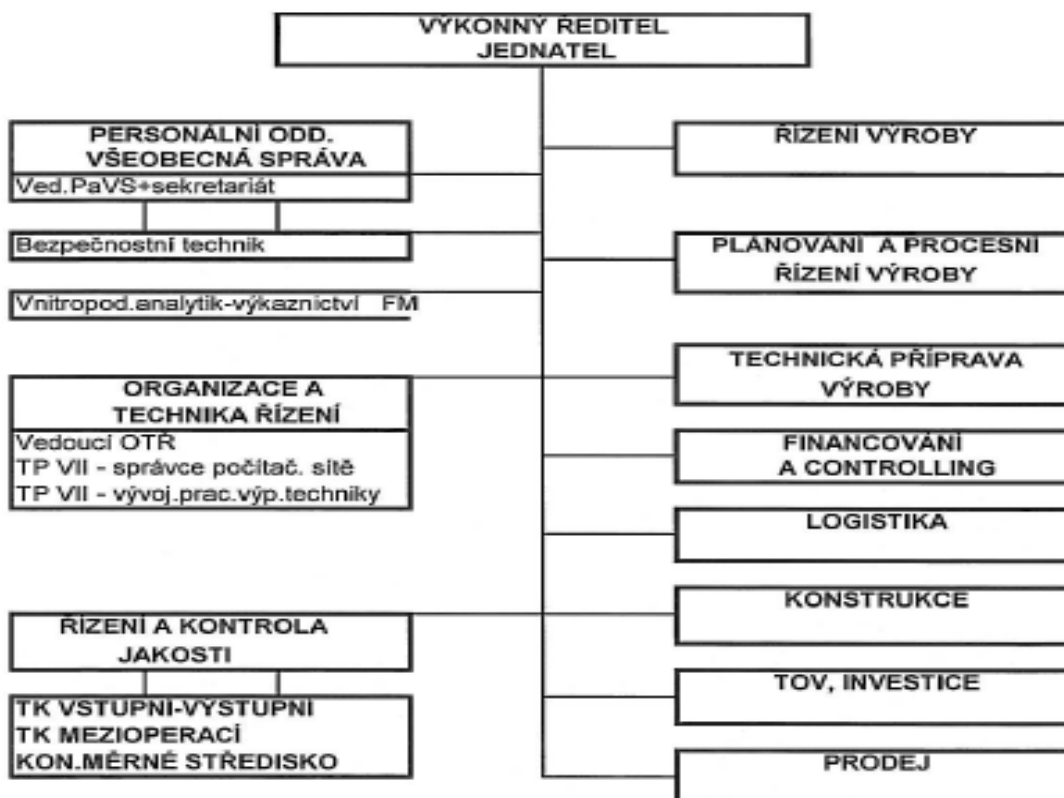 VÝKONNÝ ŘEDITEL
JEDNATEL
PERSONÁLNÍ ODD.
VŠEOBECNÁ SPRÁVA
Ved.PaVS+sekretariát
Bezpečnostní technik
Vnitropod.analytik-výkaznictví FM
ORGANIZACE A
TECHNIKA ŘÍZENÍ
Vedoucí OTŘ
TP VII - správce počítač. sítě
TP VII - vývoj.prac.výp.techniky
ŘÍZENÍ A KONTROLA
JAKOSTI
TK VSTUPNÍ-VÝSTUPNÍ
TK MEZIOPERACÍ
KON.MĚRNÉ STŘEDISKO
ŘÍZENÍ VÝROBY
PLÁNOVÁNÍ A PROCESNÍ
ŘÍZENÍ VÝROBY
TECHNICKÁ PŘÍPRAVA
VÝROBY
FINANCOVÁNÍ
A CONTROLLING
LOGISTIKA
KONSTRUKCE
TOV, INVESTICE
PRODEJ